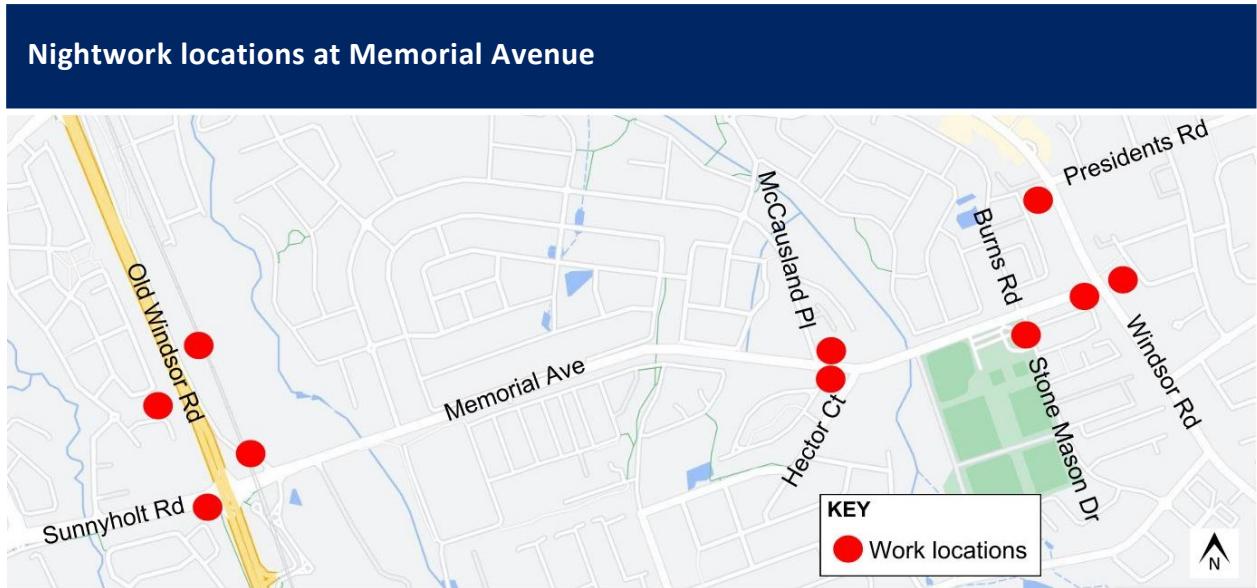 Nightwork locations at Memorial Avenue
Presidents Rd
McCausland Pl
Burns Rd
Old Windsor Rd
Windsor Rd
Memorial Ave
Stone Mason Dr
Hector Ct
Sunnyholt Rd
KEY
Work locations
N